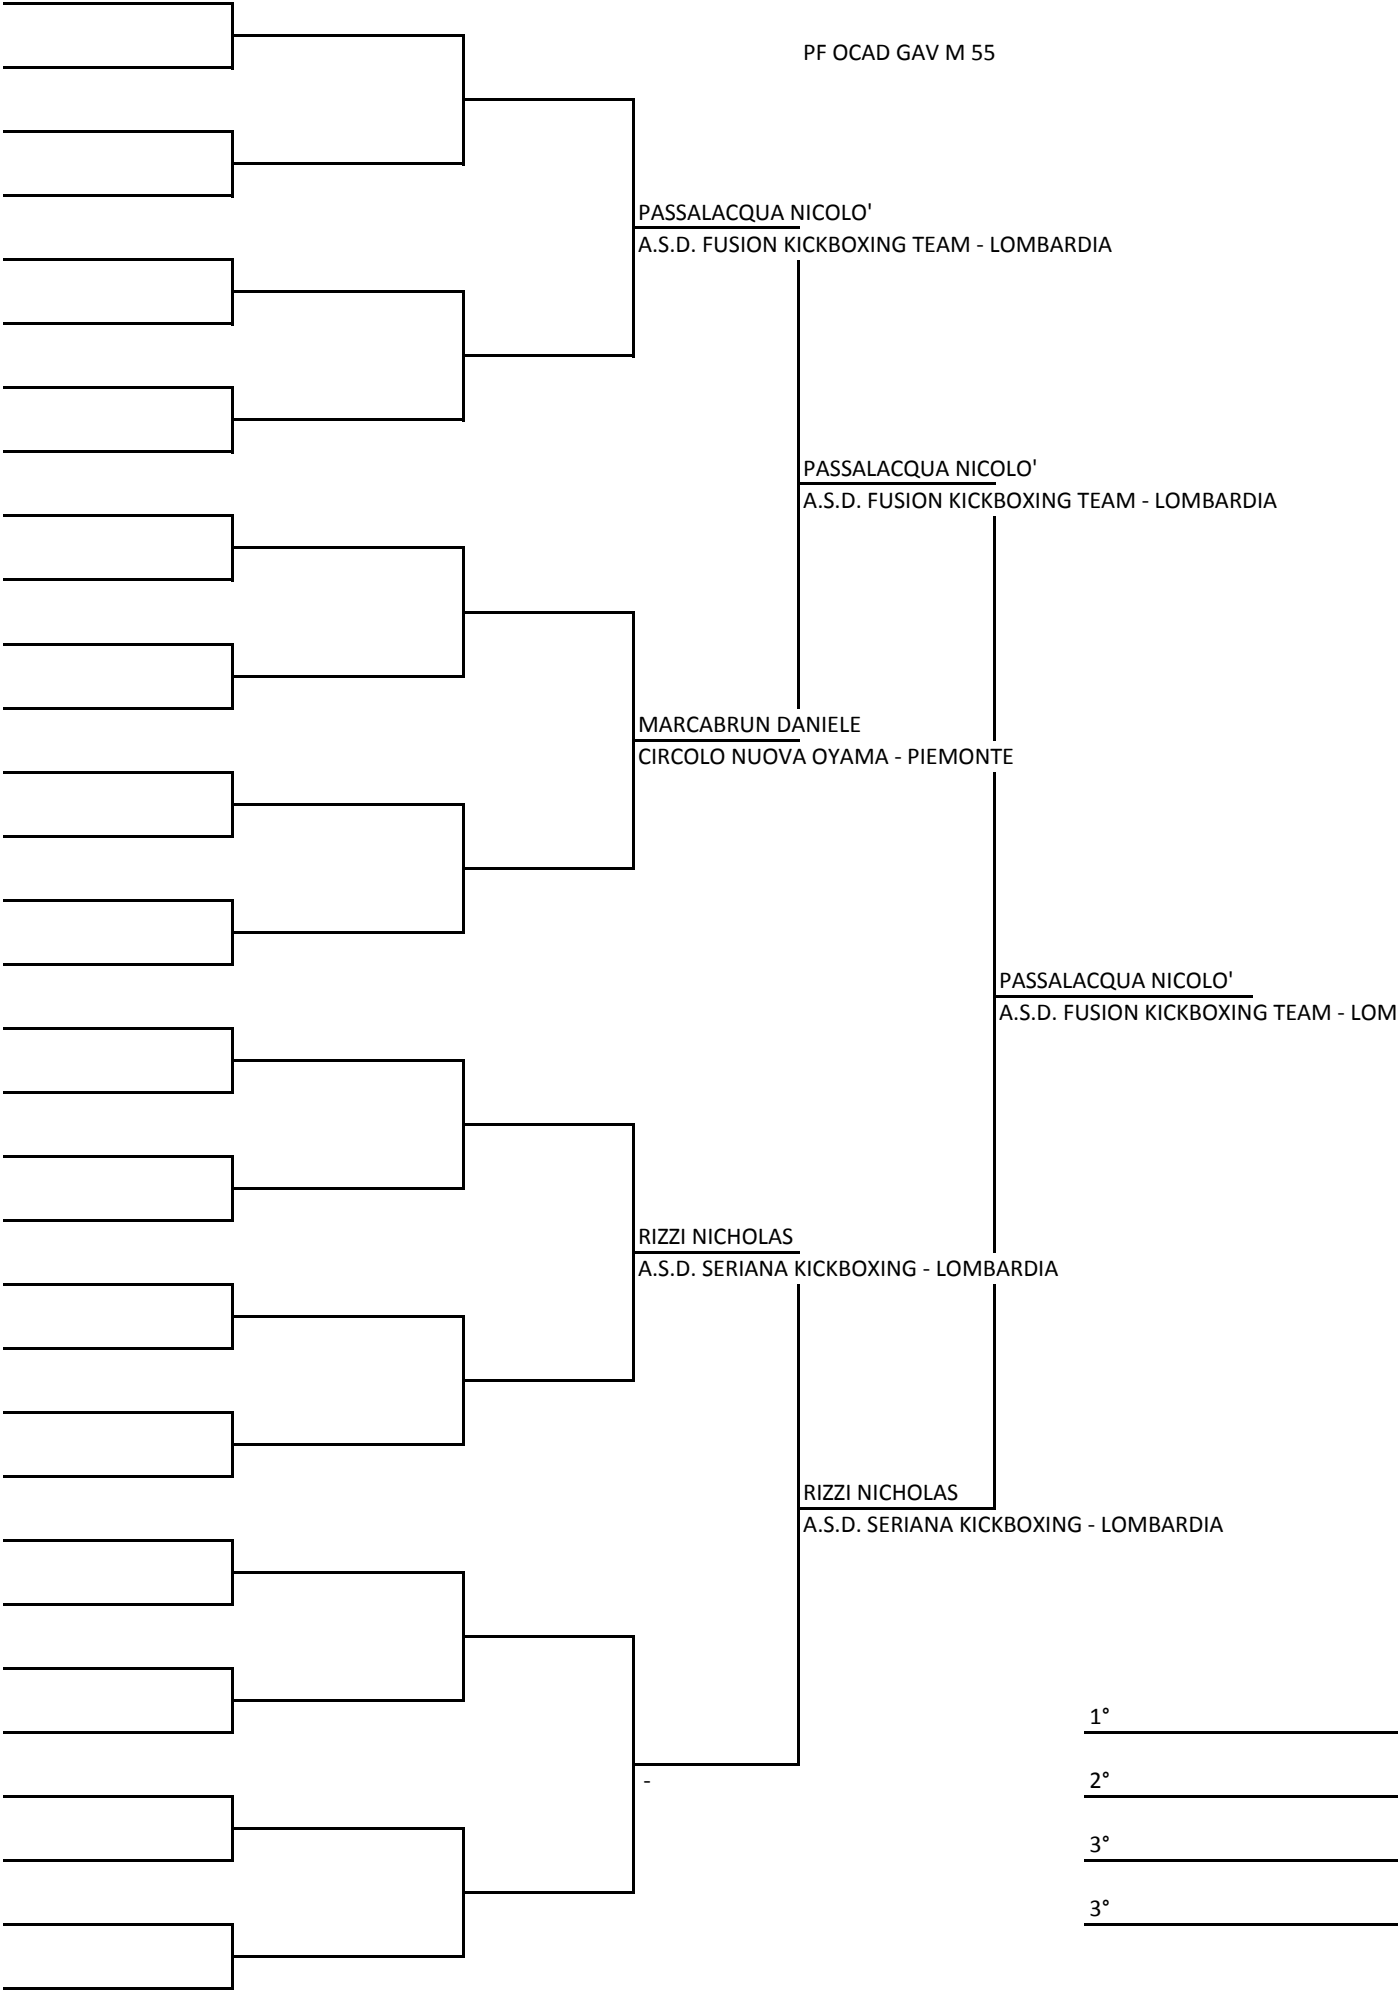 PF OCAD GAV M 55
PASSALACQUA NICOLO'
A.S.D. FUSION KICKBOXING TEAM - LOMBARDIA
PASSALACQUA NICOLO'
A.S.D. FUSION KICKBOXING TEAM - LOMBARDIA
MARCABRUN DANIELE
CIRCOLO NUOVA OYAMA - PIEMONTE
PASSALACQUA NICOLO'
A.S.D. FUSION KICKBOXING TEAM - LOM
RIZZI NICHOLAS
A.S.D. SERIANA KICKBOXING - LOMBARDIA
RIZZI NICHOLAS
A.S.D. SERIANA KICKBOXING - LOMBARDIA
1°
-
2°
3°
3°